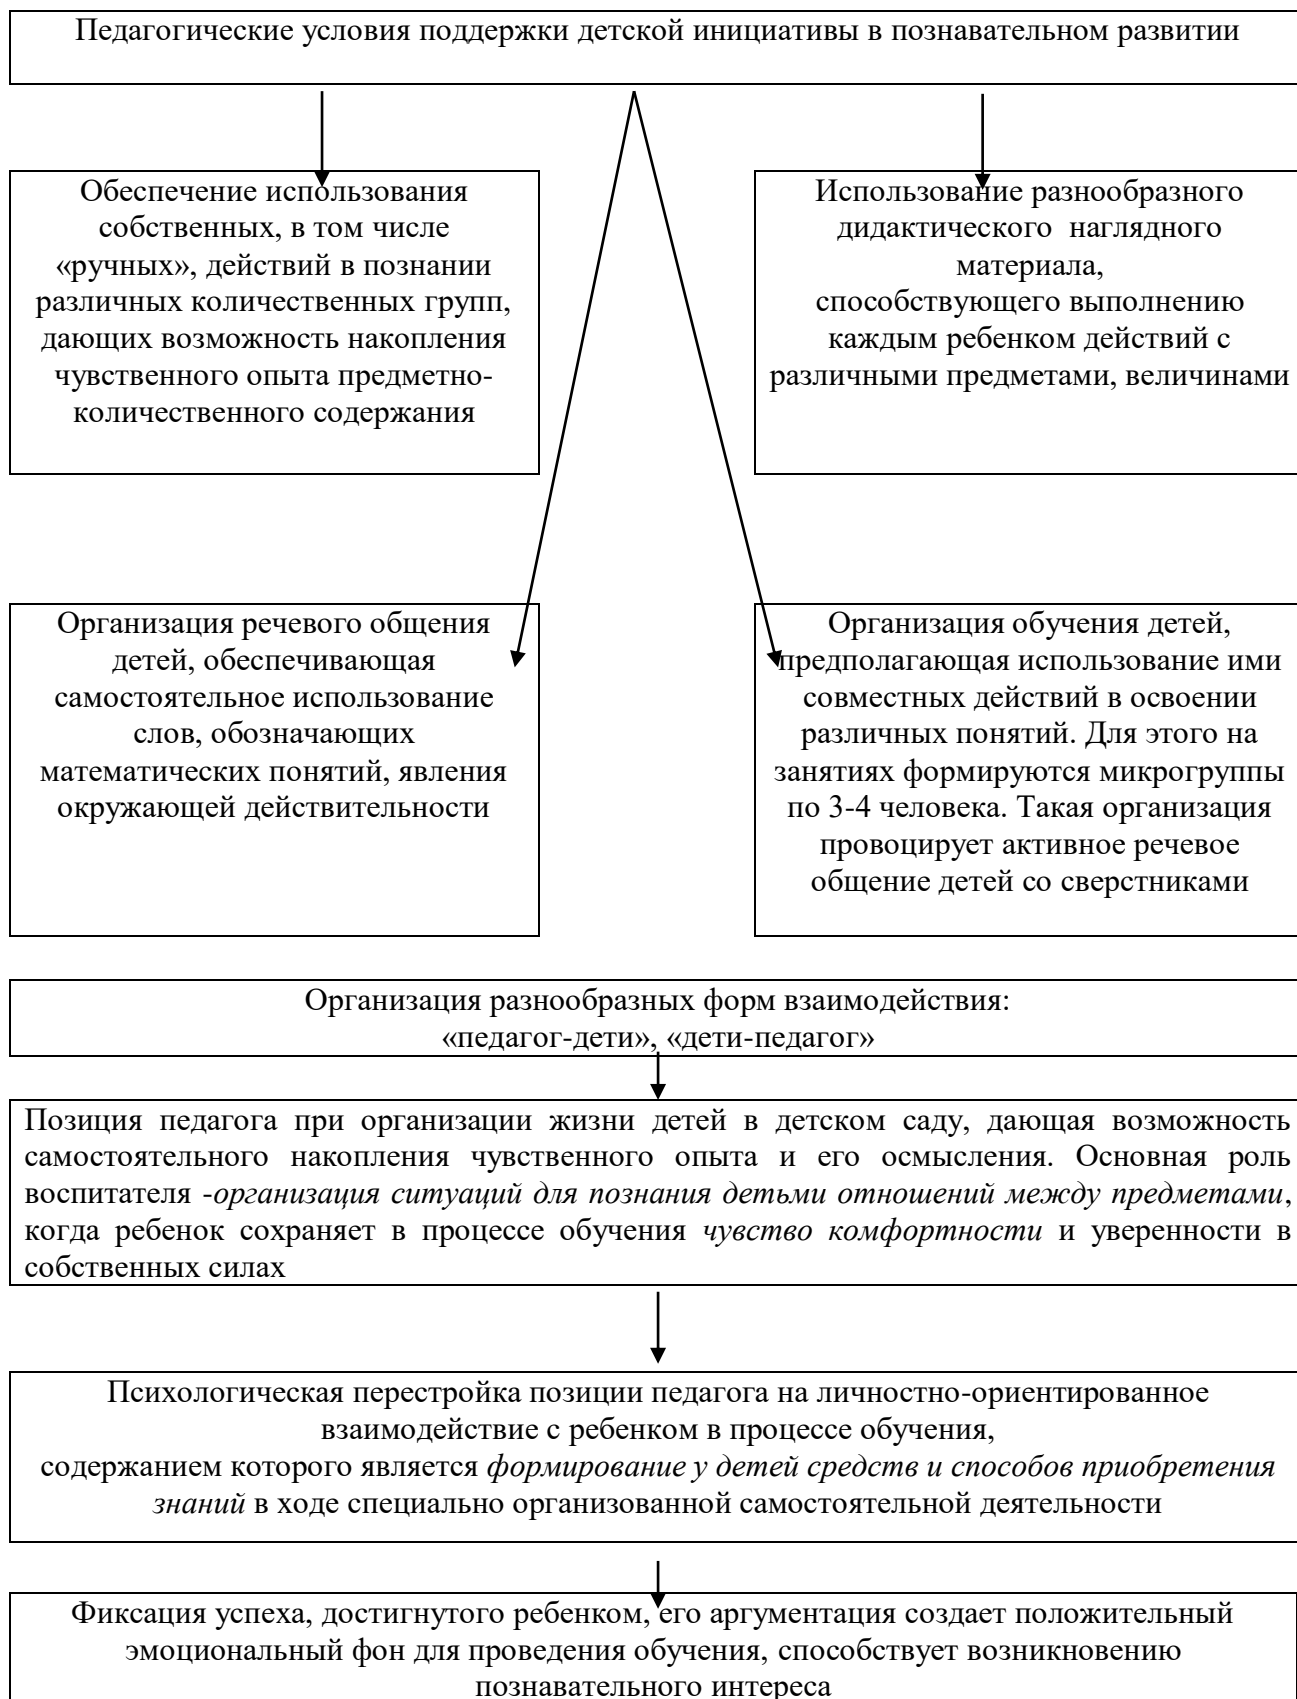 Педагогические условия поддержки детской инициативы в познавательном развитии
Обеспечение использования
собственных, в том числе
«ручных», действий в познании
различных количественных групп,
дающих возможность накопления
чувственного опыта предметно-
количественного содержания
Использование разнообразного
дидактического наглядного
материала,
способствующего выполнению
каждым ребенком действий с
различными предметами, величинами
Организация речевого общения
детей, обеспечивающая
самостоятельное использование
слов, обозначающих
математических понятий, явления
окружающей действительности
Организация обучения детей,
предполагающая использование ими
совместных действий в освоении
различных понятий. Для этого на
занятиях формируются микрогруппы
по 3-4 человека. Такая организация
провоцирует активное речевое
общение детей со сверстниками
Организация разнообразных форм взаимодействия:
«педагог-дети», «дети-педагог»
Позиция педагога при организации жизни детей в детском саду, дающая возможность
самостоятельного накопления чувственного опыта и его осмысления. Основная роль
воспитателя -организация ситуаций для познания детьми отношений между предметами,
когда ребенок сохраняет в процессе обучения чувство комфортности и уверенности в
собственных силах
Психологическая перестройка позиции педагога на личностно-ориентированное
взаимодействие с ребенком в процессе обучения,
содержанием которого является формирование у детей средств и способов приобретения
знаний в ходе специально организованной самостоятельной деятельности
Фиксация успеха, достигнутого ребенком, его аргументация создает положительный
эмоциональный фон для проведения обучения, способствует возникновению
познавательного интереса